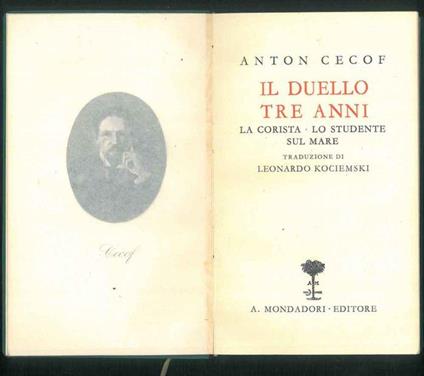 Cecof
ANTON CECOF
IL DUELLO
TRE ANNI
LA CORISTA · LO STUDENTE
SUL MARE
TRADUZIONE DI
LEONARDO KOCIEMSKI
A. MONDADORI · EDITORE